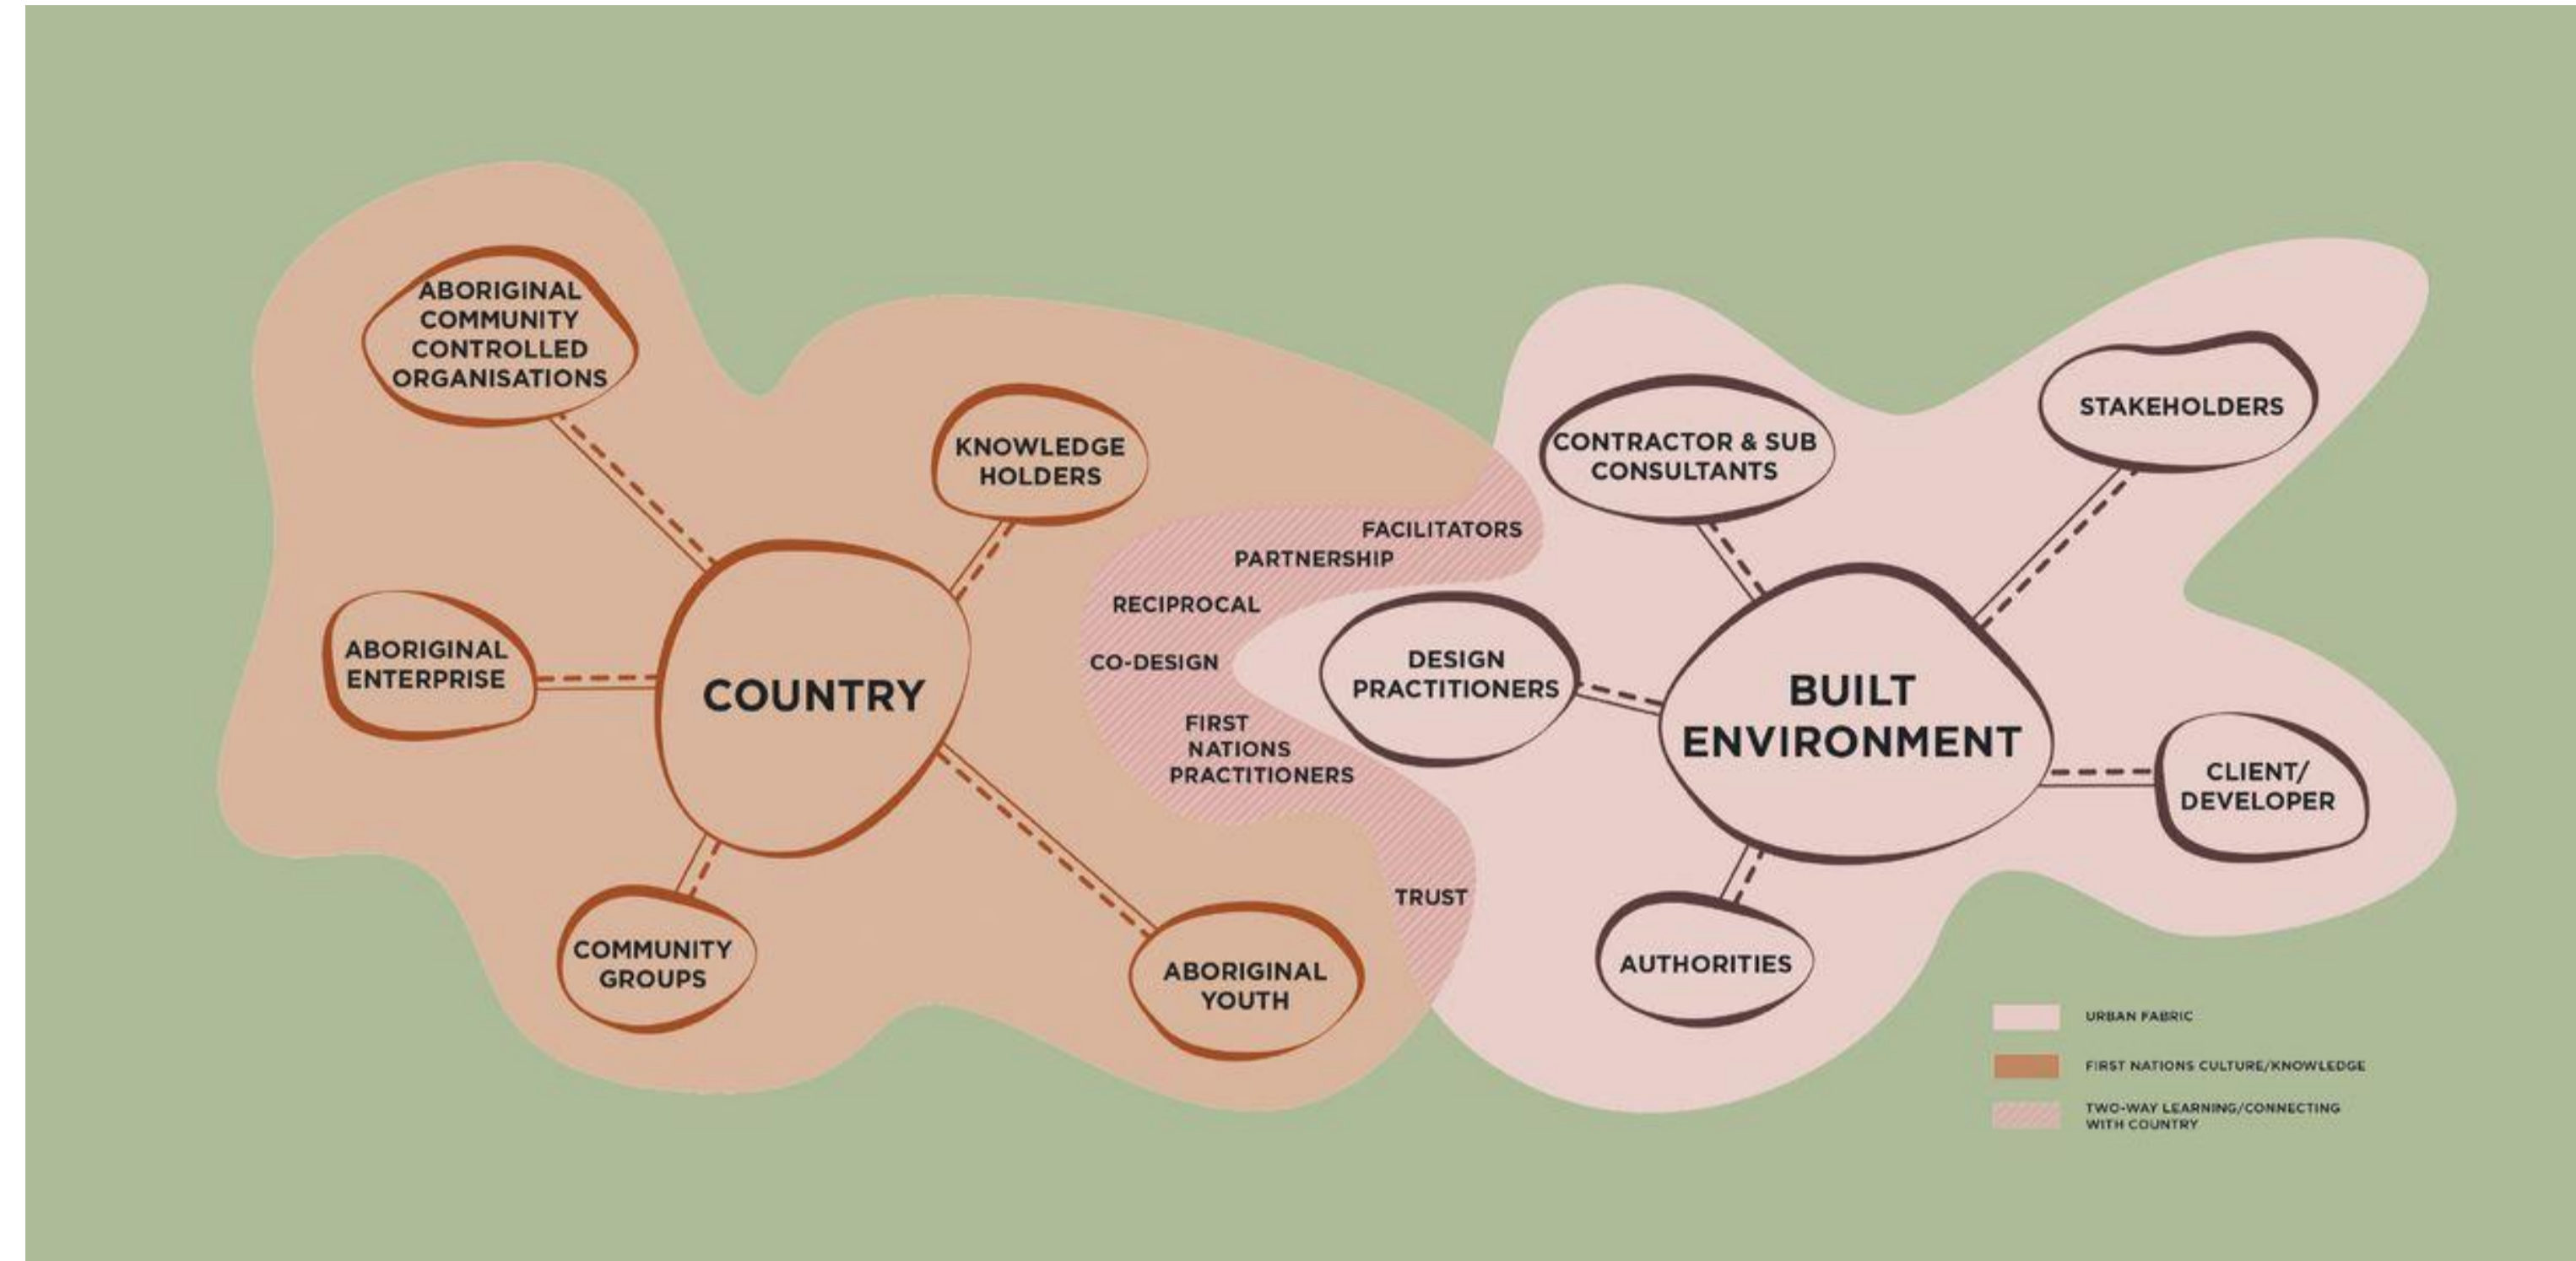 ABORIGINAL
COMMUNITY
CONTROLLED
ORGANISATIONS
KNOWLEDGE
HOLDERS
ABORIGINAL
ENTERPRISE
COUNTRY
COMMUNITY
GROUPS
ABORIGINAL
YOUTH
FACILITATORS
PARTNERSHIP
RECIPROCAL
CO-DESIGN
FIRST
NATIONS
PRACTITIONERS
TRUST
CONTRACTOR & SUB
CONSULTANTS
STAKEHOLDERS
DESIGN
PRACTITIONERS
BUILT
ENVIRONMENT
CLIENT/
DEVELOPER
AUTHORITIES
URBAN FABRIC
FIRST NATIONS CULTURE/KNOWLEDGE
TWO-WAY LEARNING/CONNECTING
WITH COUNTRY